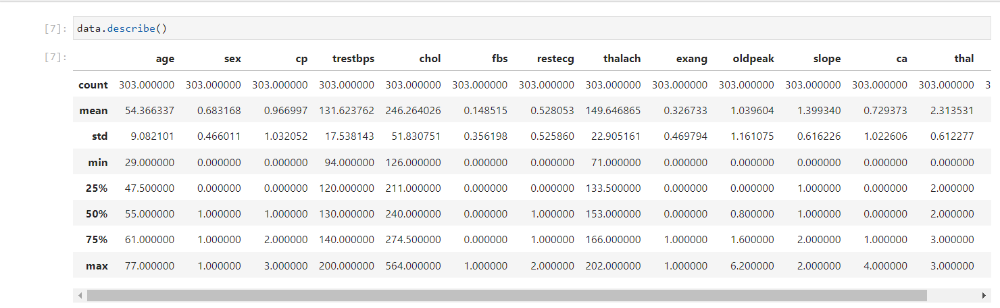 [7]: data.describe()
[7]:
age sex cp trestbps chol fbs restecg thalach exang oldpeak slope ca thal
count 303.000000 303.000000 303.000000 303.000000 303.000000 303.000000 303.000000 303.000000 303.000000 303.000000 303.000000 303.000000 303.000000 3
mean 54.366337 0.683168 0.966997 131.623762 246.264026 0.148515 0.528053 149.646865 0.326733 1.039604 1.399340 0.729373 2.313531
std 9.082101 0.466011 1.032052 17.538143 51.830751 0.356198 0.525860 22.905161 0.469794 1.161075 0.616226 1.022606 0.612277
min 29.000000 0.000000 0.000000 94.000000 126.000000 0.000000 0.000000 71.000000 0.000000 0.000000 0.000000 0.000000 0.000000
25% 47.500000 0.000000 0.000000 120.000000 211.000000 0.000000 0.000000 133.500000 0.000000 0.000000 1.000000 0.000000 2.000000
50% 55.000000 1.000000 1.000000 130.000000 240.000000 0.000000 1.000000 153.000000 0.000000 0.800000 1.000000 0.000000 2.000000
75% 61.000000 1.000000 2.000000 140.000000 274.500000 0.000000 1.000000 166.000000 1.000000 1.600000 2.000000 1.000000 3.000000
max 77.000000 1.000000 3.000000 200.000000 564.000000 1.000000 2.000000 202.000000 1.000000 6.200000 2.000000 4.000000 3.000000